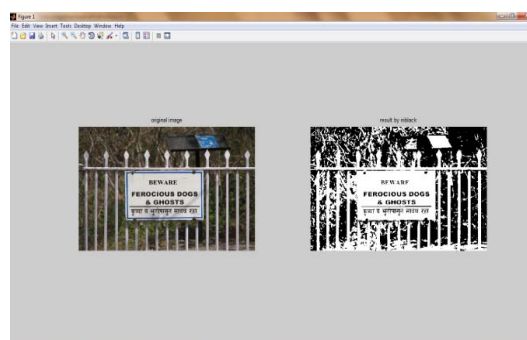 Figure 1
File Edit View Insert Tools Desktop Window Help
original image
result by niblack
BEWARE
FEROCIOUS DOGS
& GHOSTS
BEWARE
FEROCIOUS DOGS
& GHOSTS